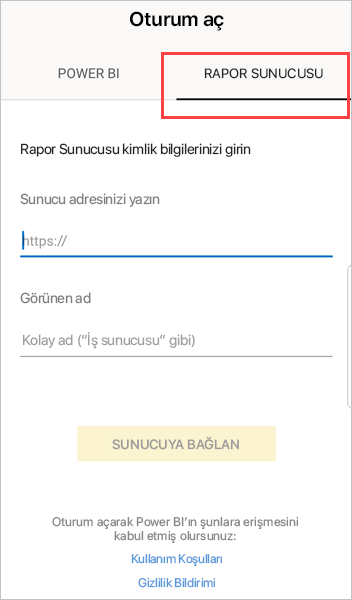 Oturum aç
POWER BI
RAPOR SUNUCUSU
Rapor Sunucusu kimlik bilgilerinizi girin
Sunucu adresinizi yazın
https://
Görünen ad
Kolay ad (”İş sunucusu” gibi)
SUNUCUYA BAĞLAN
Oturum açarak Power BI’ın şunlara erişmesini
kabul etmiş olursunuz:
Kullanım Koşulları
Gizlilik Bildirimi